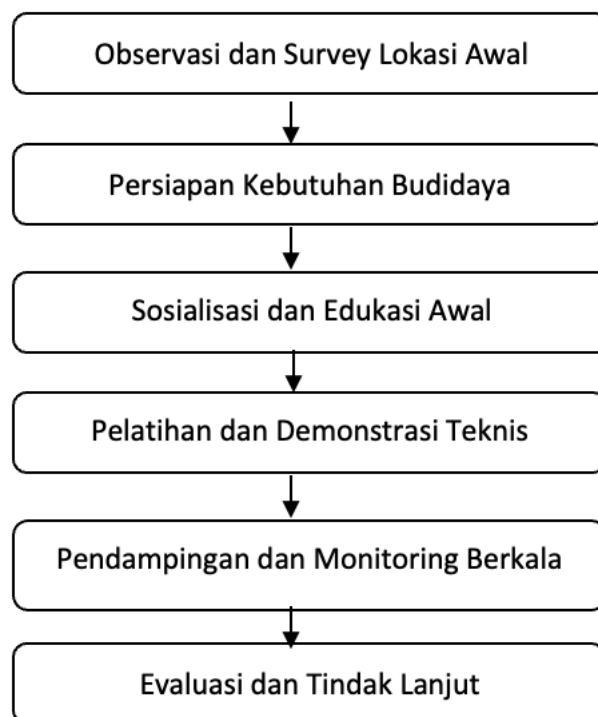 Observasi dan Survey Lokasi Awal
Persiapan Kebutuhan Budidaya
Sosialisasi dan Edukasi Awal
Pelatihan dan Demonstrasi Teknis
Pendampingan dan Monitoring Berkala
Evaluasi dan Tindak Lanjut